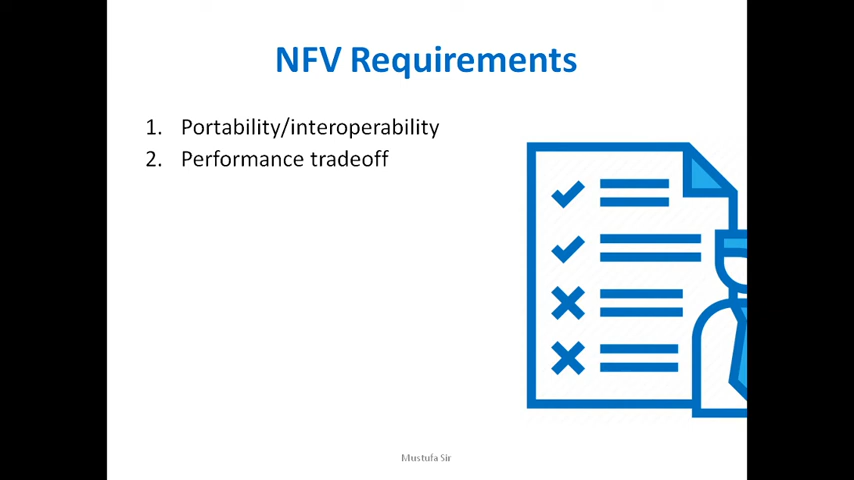 NFV Requirements
1. Portability/interoperability
2. Performance tradeoff
Mustufa Sir